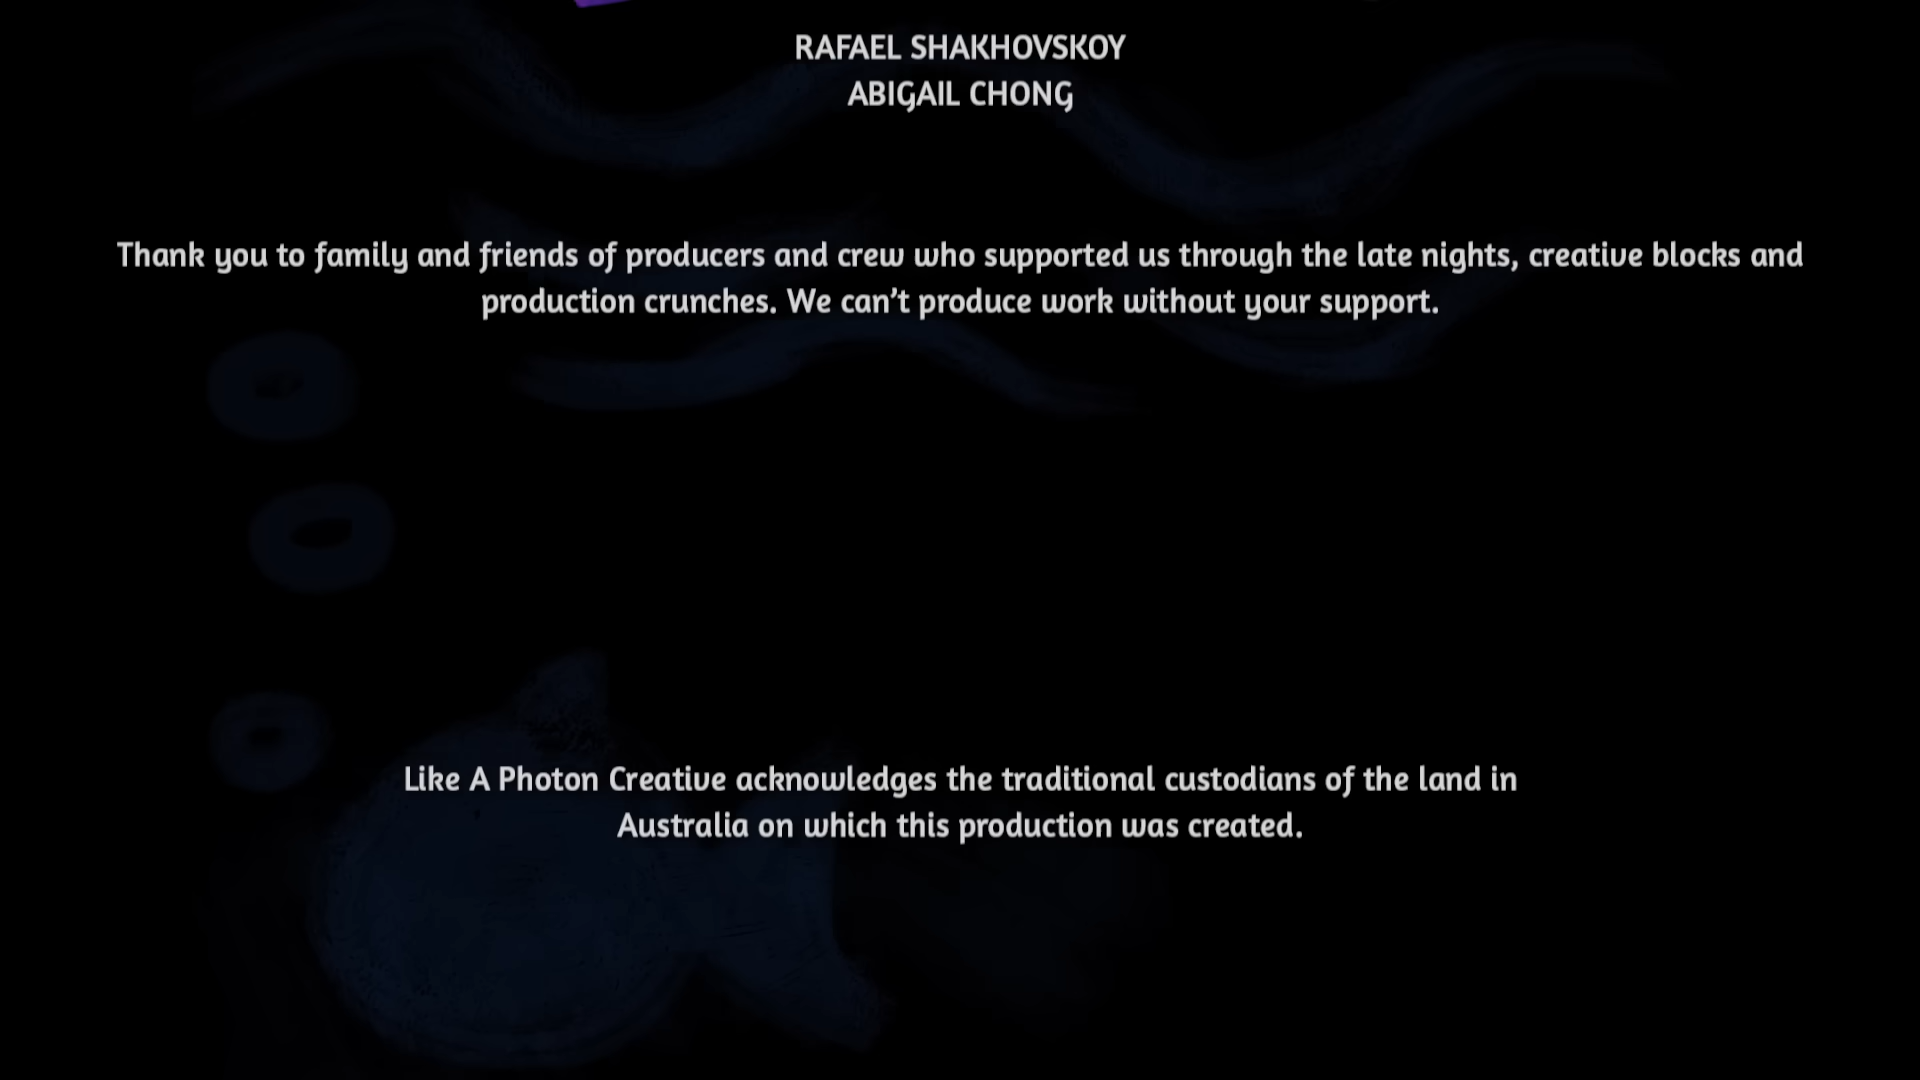 RAFAEL SHAKHOVSKOY
ABIGAIL CHONG
Thank you to family and friends of producers and crew who supported us through the late nights, creative blocks and
production crunches. We can’t produce work without your support.
Like A Photon Creative acknowledges the traditional custodians of the land in
Australia on which this production was created.